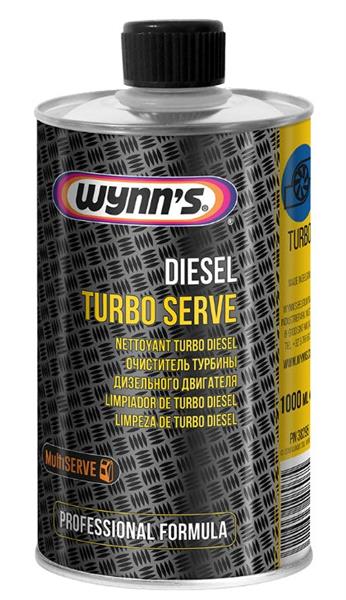 WYNN'S®
DIESEL
TURBO SERVE
NETTOYANT TURBO DIESEL
ОЧИСТИТЕЛЬ ТУРБИНЫ
ДИЗЕЛЬНОГО ДВИГАТЕЛЯ
LIMPIADOR DE TURBO DIESEL
LIMPEZA DE TURBO DIESEL
MultiSERVE
PROFESSIONAL FORMULA
TURBO
1000 ML